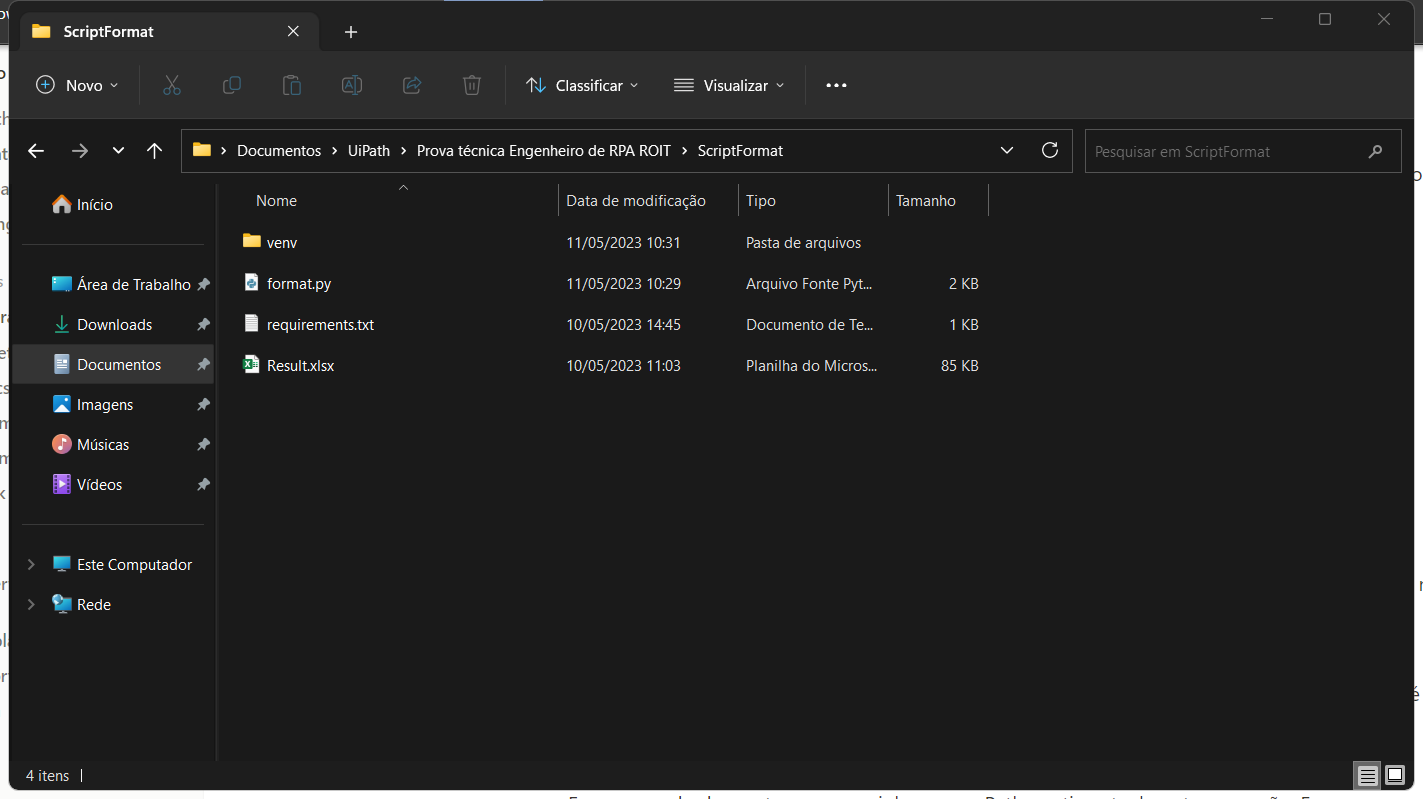 ScriptFormat
Novo
Classificar
Visualizar
Documentos > UiPath > Prova técnica Engenheiro de RPA ROIT > ScriptFormat
Pesquisar em ScriptFormat
Início
Área de Trabalho
Downloads
Documentos
Imagens
Músicas
Vídeos
Este Computador
Rede
Nome Data de modificação Tipo Tamanho
venv 11/05/2023 10:31 Pasta de arquivos
format.py 11/05/2023 10:29 Arquivo Fonte Pyt... 2 KB
requirements.txt 10/05/2023 14:45 Documento de Te... 1 KB
Result.xlsx 10/05/2023 11:03 Planilha do Micros... 85 KB
4 itens